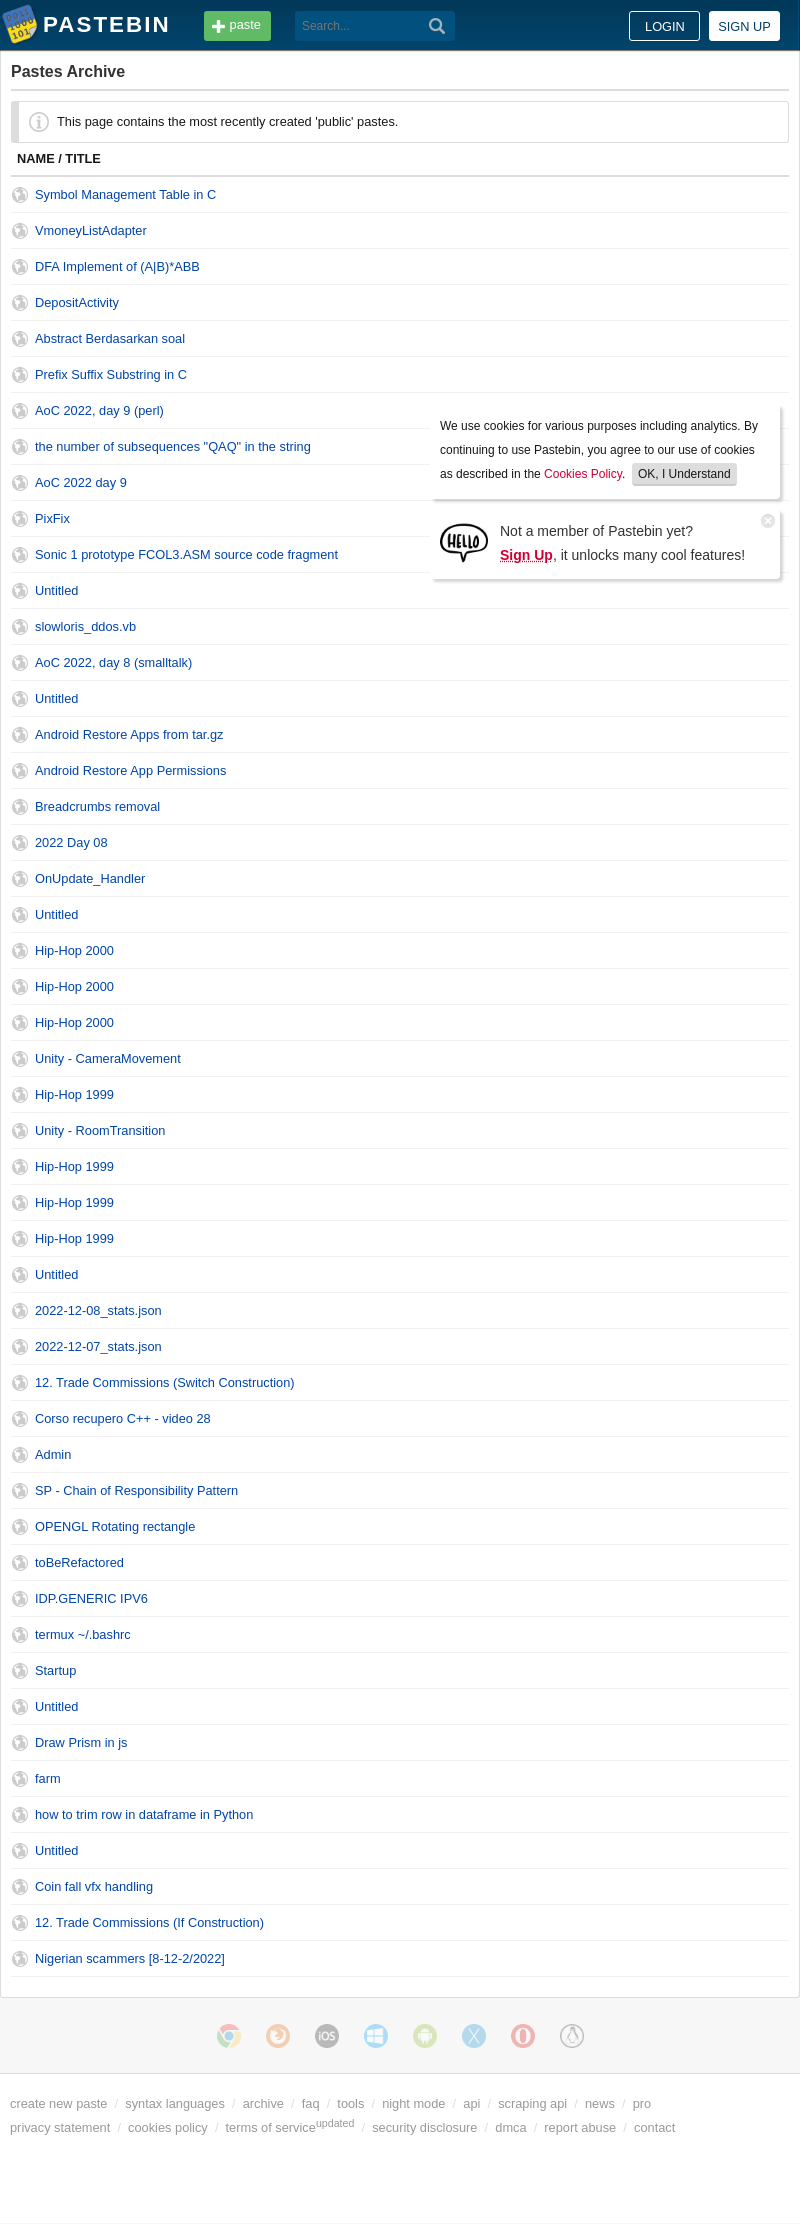 PASTEBIN paste Search... LOGIN SIGN UP
Pastes Archive
This page contains the most recently created 'public' pastes.
NAME / TITLE
Symbol Management Table in C
VmoneyListAdapter
DFA Implement of (A|B)*ABB
DepositActivity
Abstract Berdasarkan soal
Prefix Suffix Substring in C
AoC 2022, day 9 (perl)
the number of subsequences "QAQ" in the string
AoC 2022 day 9
PixFix
Sonic 1 prototype FCOL3.ASM source code fragment
We use cookies for various purposes including analytics. By
continuing to use Pastebin, you agree to our use of cookies
as described in the Cookies Policy. OK, I Understand
HELLO
Not a member of Pastebin yet?
Sign Up, it unlocks many cool features!
Untitled
slowloris_ddos.vb
AoC 2022, day 8 (smalltalk)
Untitled
Android Restore Apps from tar.gz
Android Restore App Permissions
Breadcrumbs removal
2022 Day 08
OnUpdate_Handler
Untitled
Hip-Hop 2000
Hip-Hop 2000
Hip-Hop 2000
Unity - CameraMovement
Hip-Hop 1999
Unity - RoomTransition
Hip-Hop 1999
Hip-Hop 1999
Hip-Hop 1999
Untitled
2022-12-08_stats.json
2022-12-07_stats.json
12. Trade Commissions (Switch Construction)
Corso recupero C++ - video 28
Admin
SP - Chain of Responsibility Pattern
OPENGL Rotating rectangle
toBeRefactored
IDP.GENERIC IPV6
termux ~/.bashrc
Startup
Untitled
Draw Prism in js
farm
how to trim row in dataframe in Python
Untitled
Coin fall vfx handling
12. Trade Commissions (If Construction)
Nigerian scammers [8-12-2/2022]
iOS
create new paste / syntax languages / archive / faq / tools / night mode / api / scraping api / news / pro
privacy statement / cookies policy / terms of serviceupdated / security disclosure / dmca / report abuse / contact